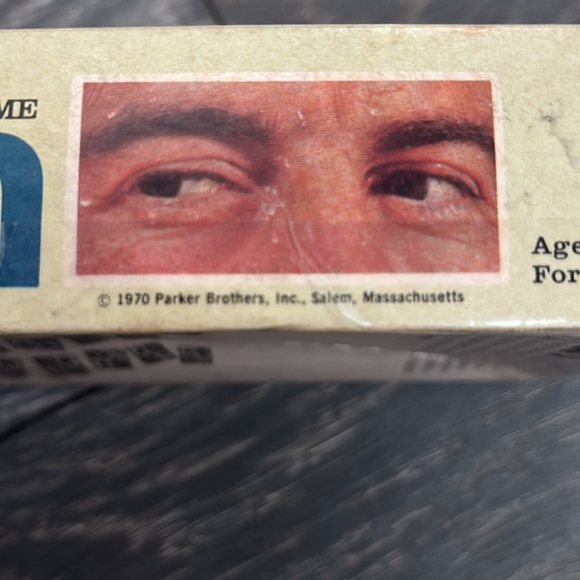 ME
n
© 1970 Parker Brothers, Inc., Salem, Massachusetts
Age
For